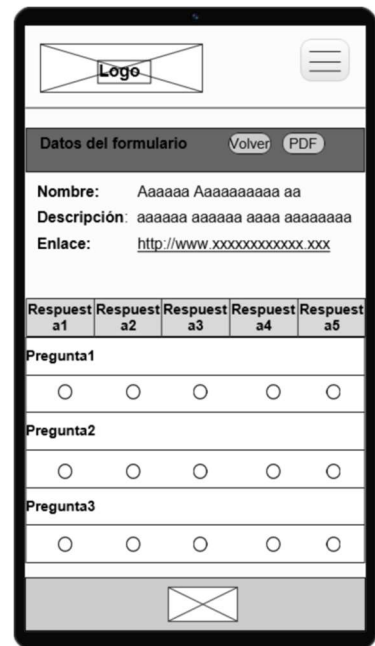 Logo
Datos del formulario Volver PDF
Nombre: Aaaaaa Aaaaaaaaaa aa
Descripción: aaaaaa aaaaaa aaaa aaaaaaaa
Enlace: http://www.xxxxxxxxxxxx.xxx
Respuest Respuest Respuest Respuest Respuest
a1 a2 a3 a4 a5
Pregunta1
Pregunta2
Pregunta3